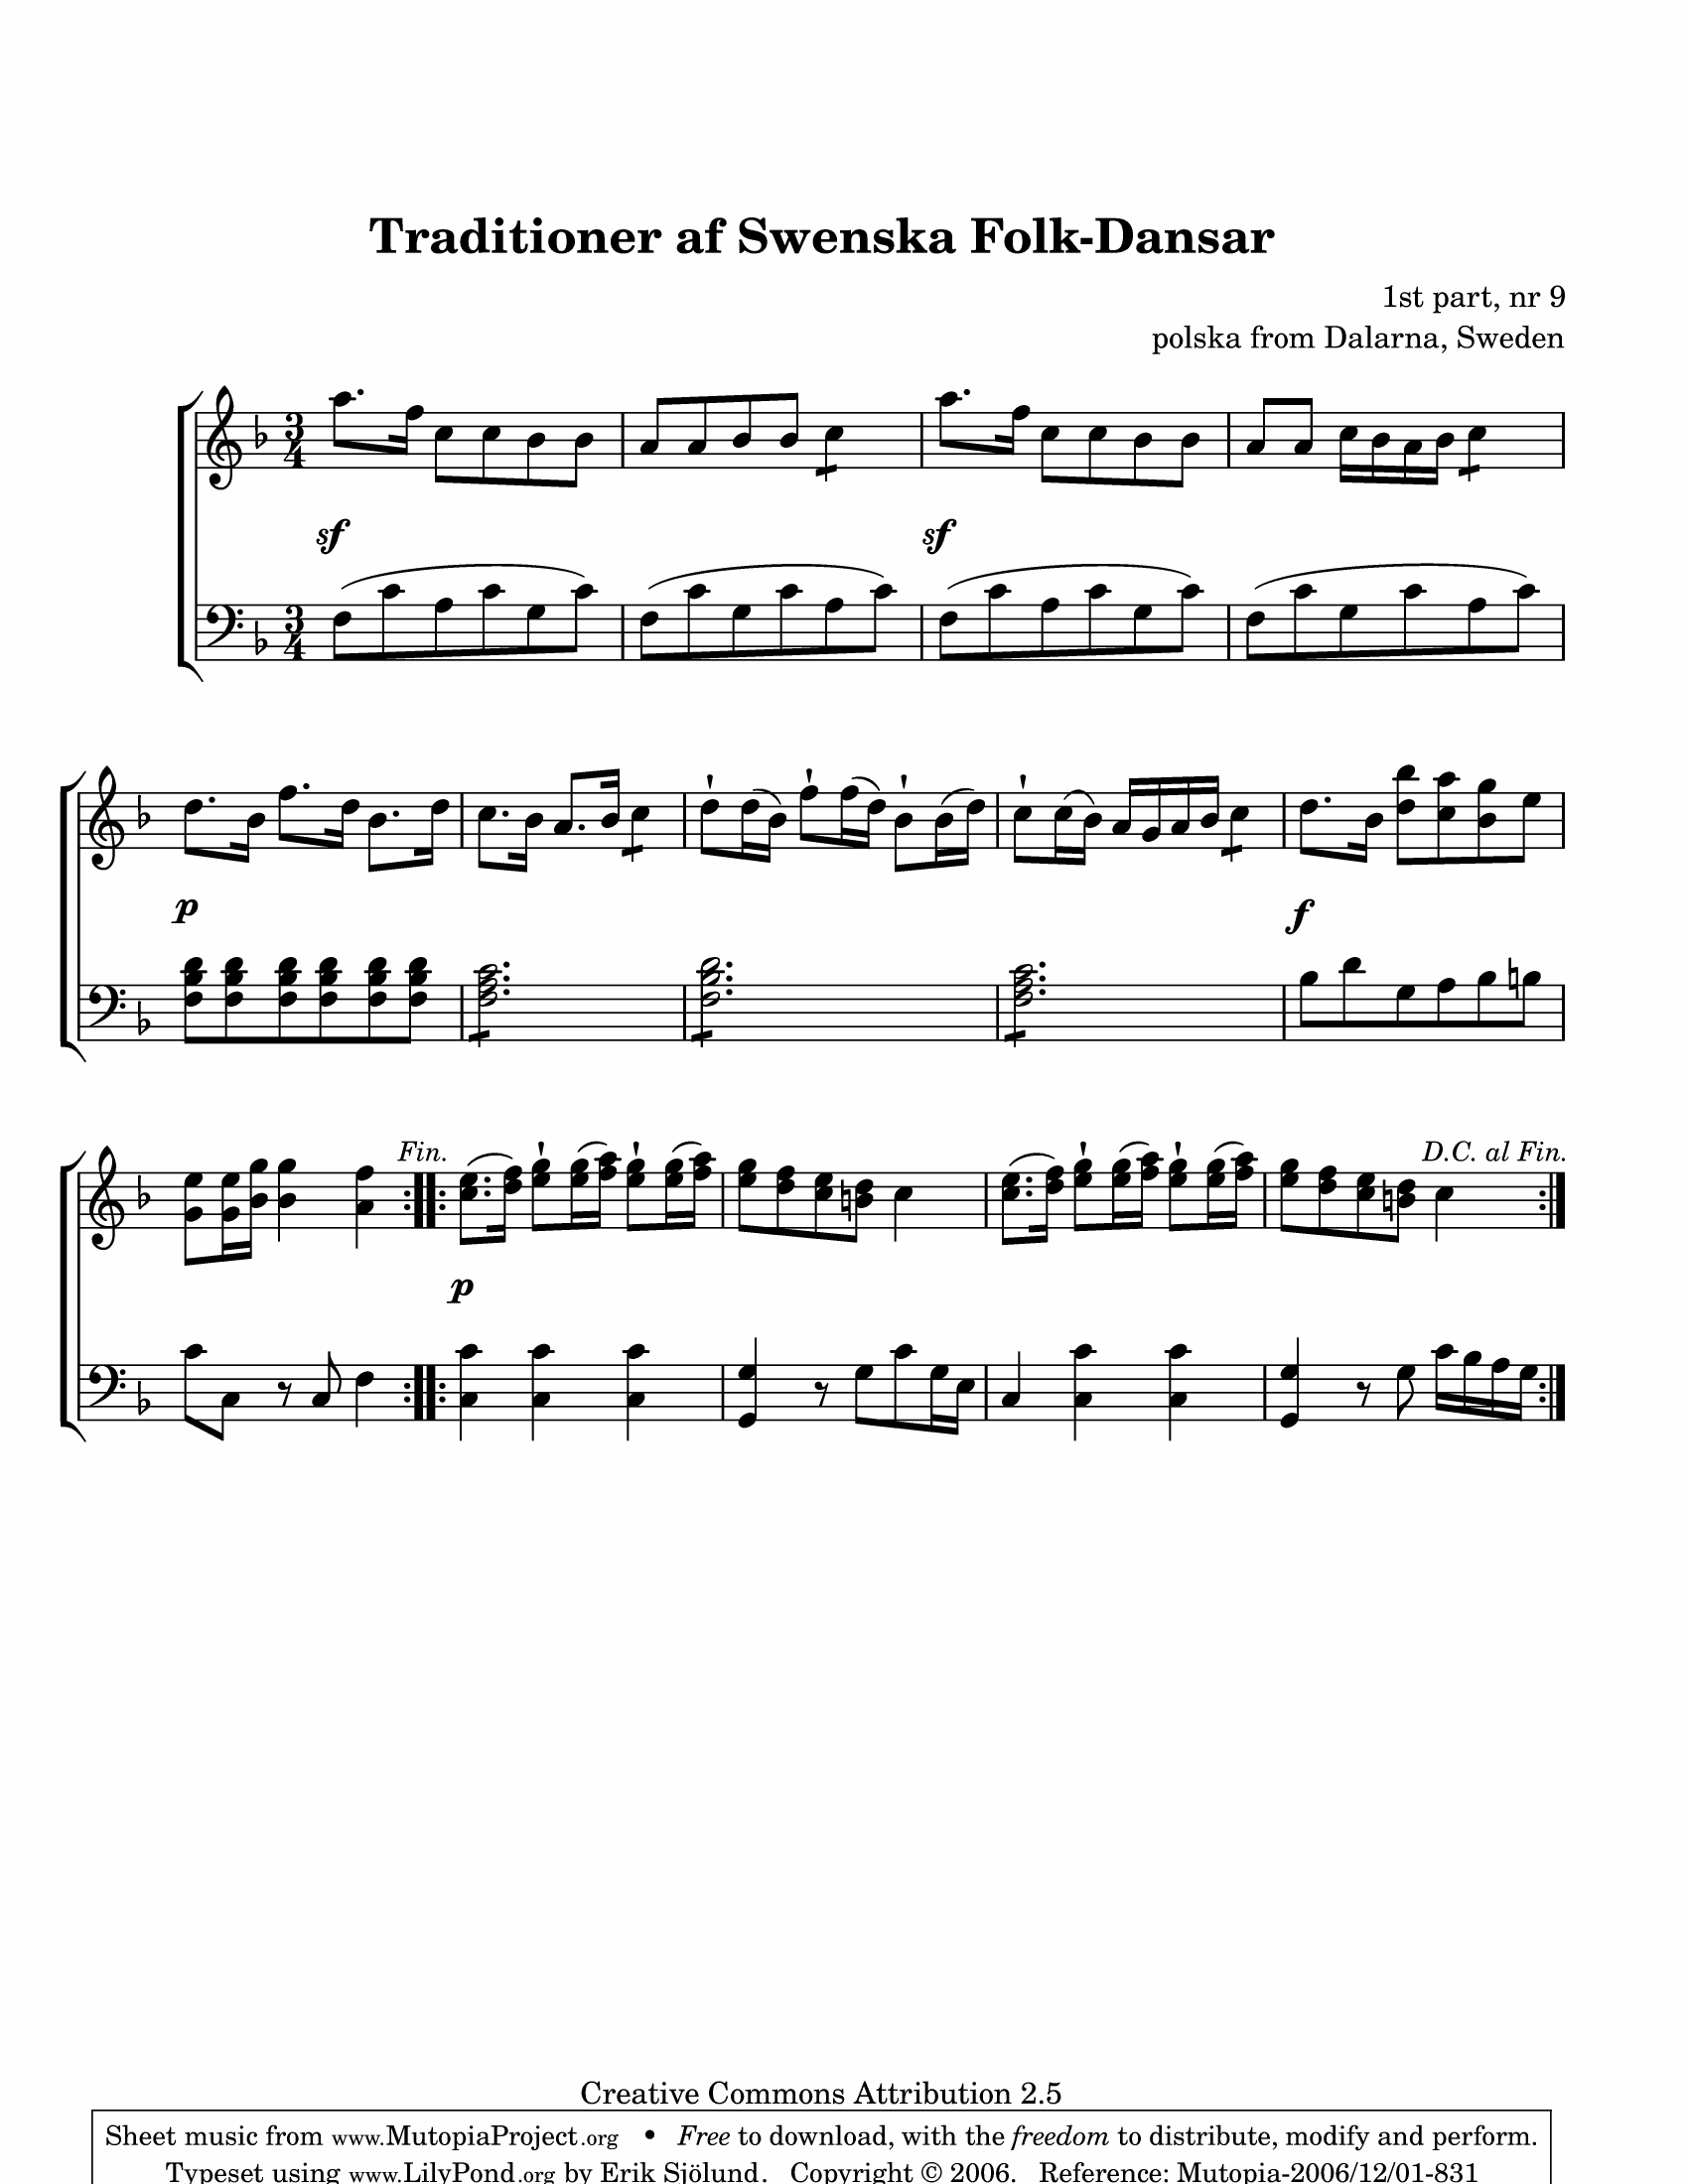 Traditioner af Swenska Folk-Dansar
1st part, nr 9
polska from Dalarna, Sweden
3 4
sf
sf
3 4
p
f
Fin.
D.C. al Fin.
p
Creative Commons Attribution 2.5
Sheet music from www.MutopiaProject.org • Free to download, with the freedom to distribute, modify and perform.
Typeset using www.LilyPond.org by Erik Sjölund. Copyright © 2006. Reference: Mutopia-2006/12/01-831